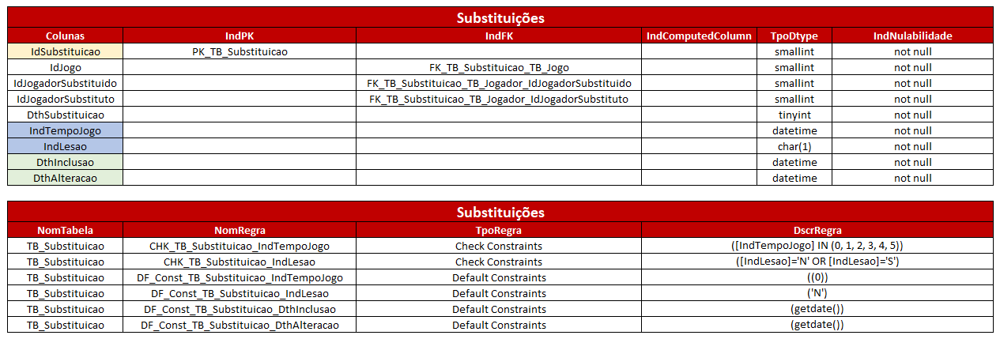 Substituições
Colunas IndPK IndFK IndComputedColumn TpoDtype IndNulabilidade
IdSubstituicao PK_TB_Substituicao smallint not null
IdJogo FK_TB_Substituicao_TB_Jogo smallint not null
IdJogadorSubstituido FK_TB_Substituicao_TB_Jogador_IdJogadorSubstituido smallint not null
IdJogadorSubstituto FK_TB_Substituicao_TB_Jogador_IdJogadorSubstituto smallint not null
DthSubstituicao tinyint not null
IndTempoJogo datetime not null
IndLesao char(1) not null
DthInclusao datetime not null
DthAlteracao datetime not null
Substituições
NomTabela NomRegra TpoRegra DscrRegra
TB_Substituicao CHK_TB_Substituicao_IndTempoJogo Check Constraints ([IndTempoJogo] IN (0, 1, 2, 3, 4, 5))
TB_Substituicao CHK_TB_Substituicao_IndLesao Check Constraints ([IndLesao]='N' OR [IndLesao]='S')
TB_Substituicao DF_Const_TB_Substituicao_IndTempoJogo Default Constraints ((0))
TB_Substituicao DF_Const_TB_Substituicao_IndLesao Default Constraints ('N')
TB_Substituicao DF_Const_TB_Substituicao_DthInclusao Default Constraints (getdate())
TB_Substituicao DF_Const_TB_Substituicao_DthAlteracao Default Constraints (getdate())